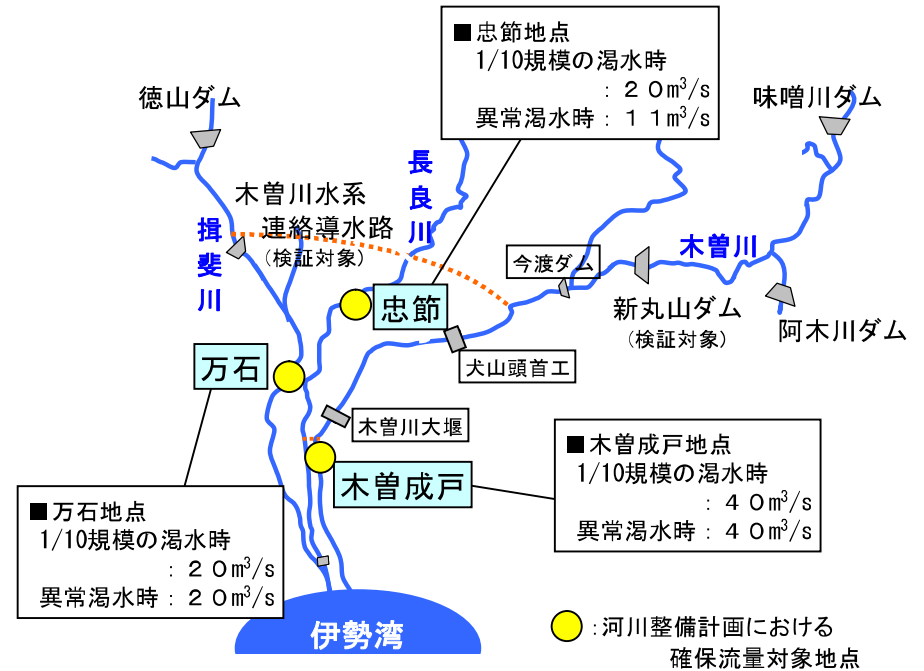 ■忠節地点
1/10規模の渇水時
：２０m³/s
異常渇水時：１１m³/s
徳山ダム
味噌川ダム
長良川
木曽川水系
連絡導水路
(検証対象)
揖斐川
木曽川
今渡ダム
新丸山ダム
(検証対象)
阿木川ダム
忠節
犬山頭首工
万石
木曽川大堰
■木曽成戸地点
1/10規模の渇水時
：４０m³/s
異常渇水時：４０m³/s
木曽成戸
■万石地点
1/10規模の渇水時
：２０m³/s
異常渇水時：２０m³/s
伊勢湾
：河川整備計画における
確保流量対象地点